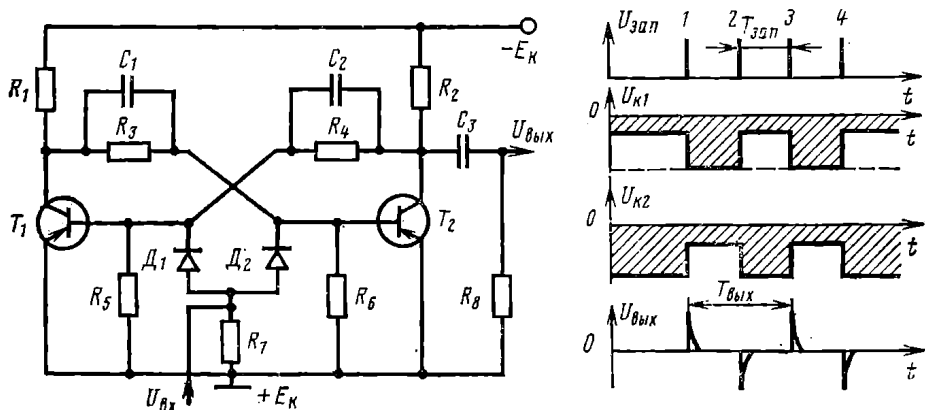 −Eк
R₁
C₁
C₂
R₂
R₃
R₄
C₃
Uвых
T₁
T₂
Д₁
Д₂
R₅
R₆
R₇
R₈
Uвх
+Eк
Uзап
1 2 3 4
Tзап
t
0
Uк1
t
0
Uк2
t
Uвых
Tвых
0
t